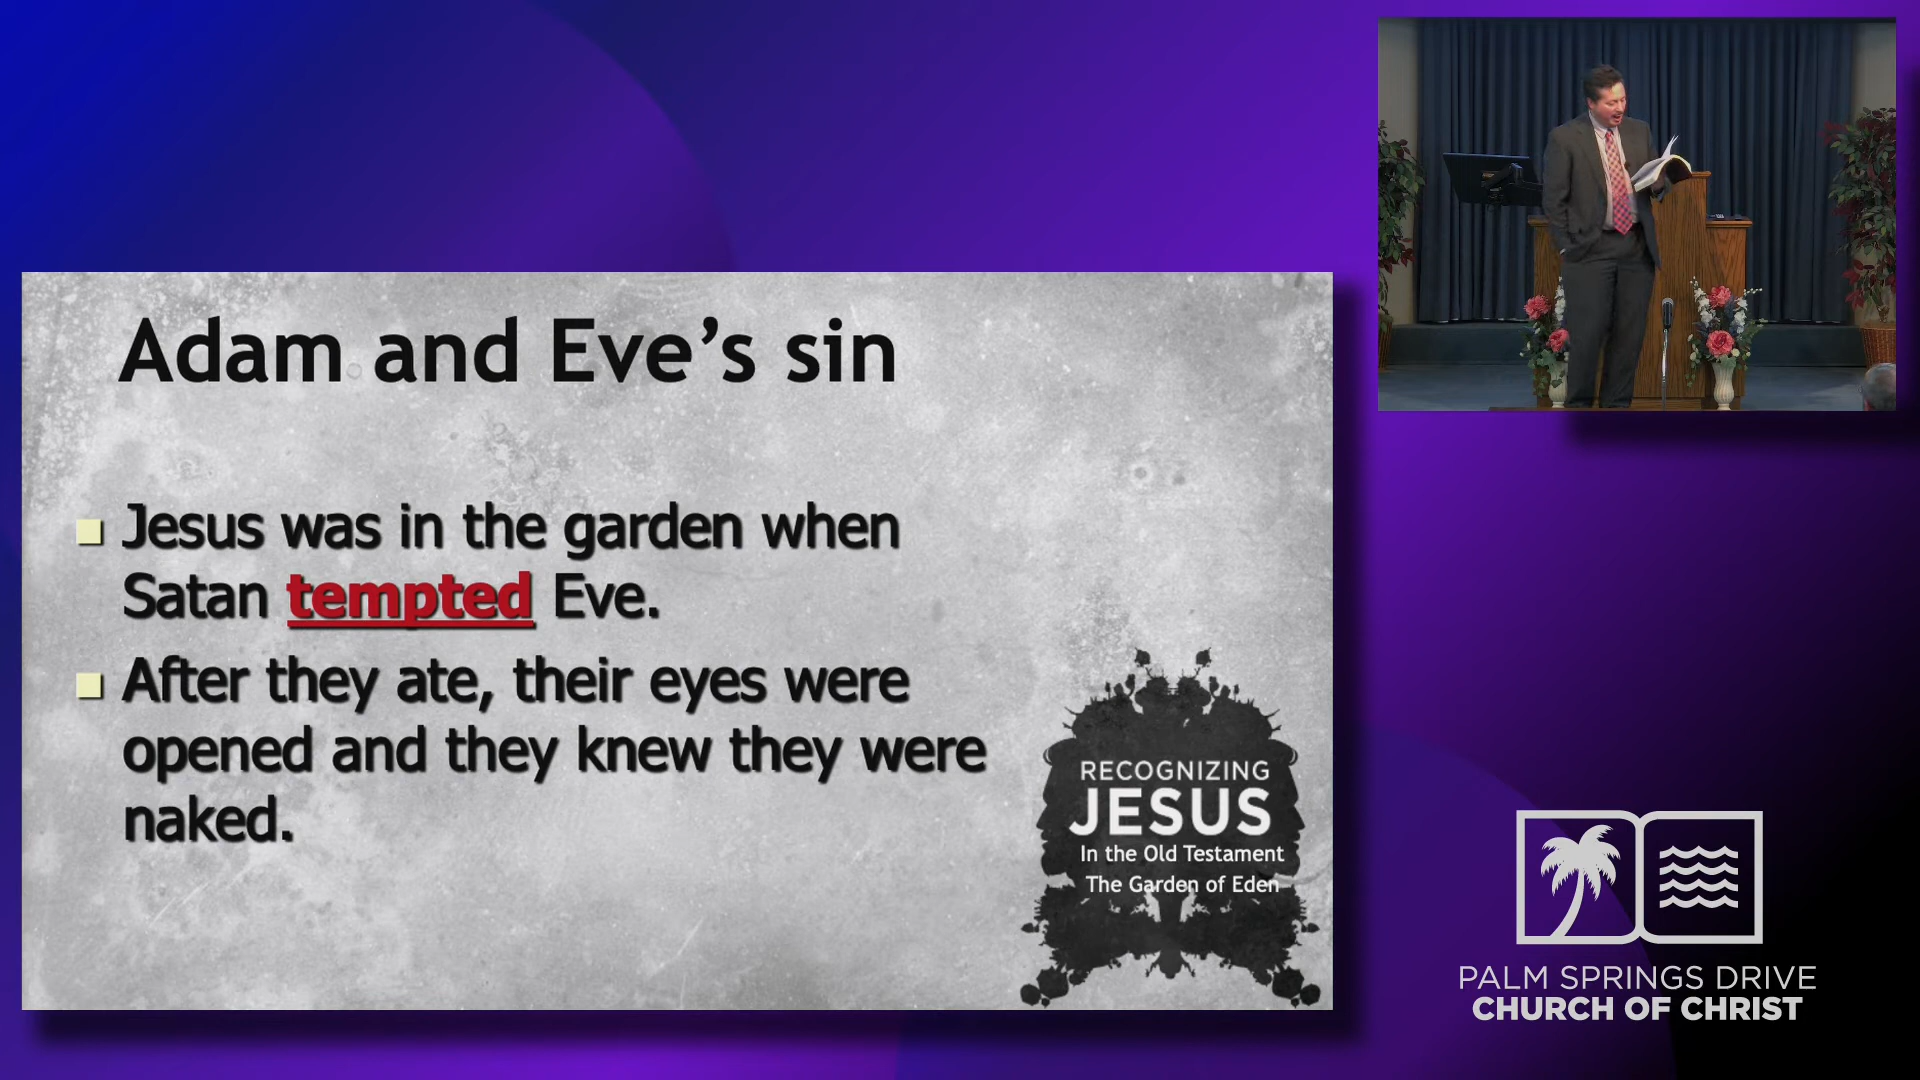 Adam and Eve’s sin
Jesus was in the garden when
Satan tempted Eve.
After they ate, their eyes were
opened and they knew they were
naked.
RECOGNIZING
JESUS
In the Old Testament
The Garden of Eden
PALM SPRINGS DRIVE
CHURCH OF CHRIST